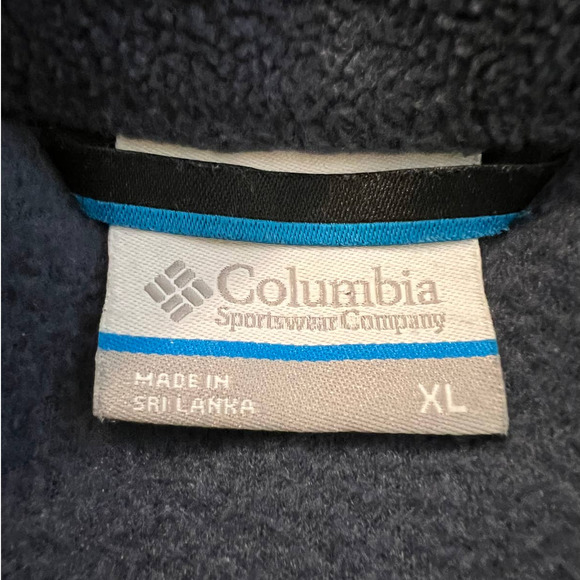 Columbia
Sportswear Company
MADE IN
SRI LANKA
XL